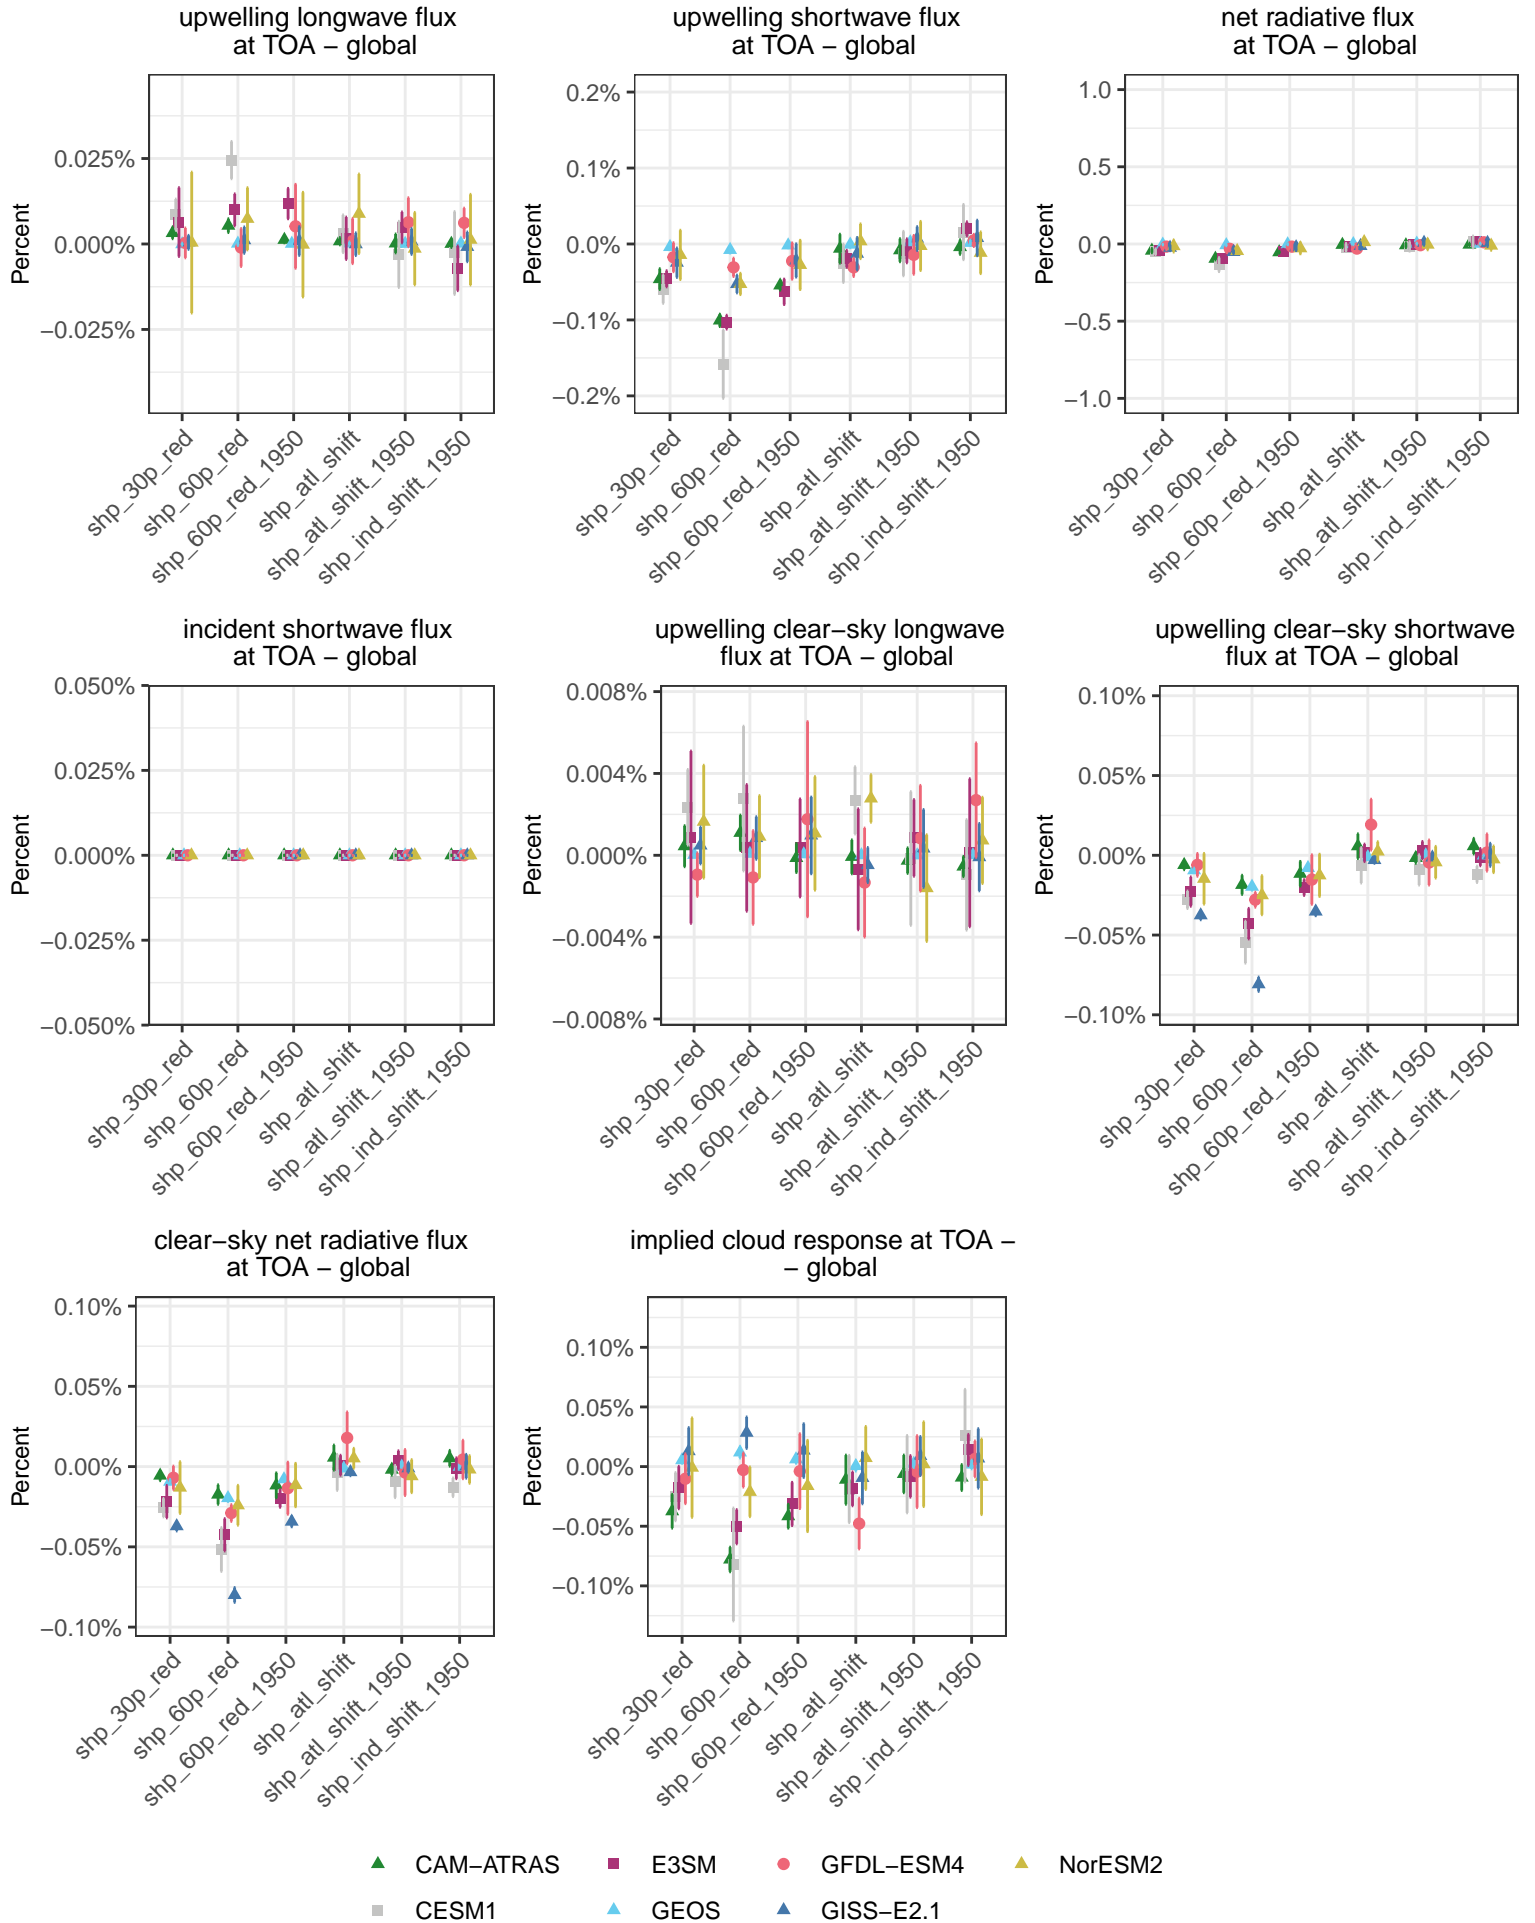 upwelling longwave flux
at TOA − global
upwelling shortwave flux
at TOA − global
net radiative flux
at TOA − global
Percent
0.025%
0.000%
−0.025%
shp_30p_red
shp_60p_red
shp_60p_red_1950
shp_atl_shift
shp_atl_shift_1950
shp_ind_shift_1950
Percent
0.2%
0.1%
0.0%
−0.1%
−0.2%
shp_30p_red
shp_60p_red
shp_60p_red_1950
shp_atl_shift
shp_atl_shift_1950
shp_ind_shift_1950
Percent
1.0
0.5
0.0
−0.5
−1.0
shp_30p_red
shp_60p_red
shp_60p_red_1950
shp_atl_shift
shp_atl_shift_1950
shp_ind_shift_1950
incident shortwave flux
at TOA − global
upwelling clear−sky longwave
flux at TOA − global
upwelling clear−sky shortwave
flux at TOA − global
Percent
0.050%
0.025%
0.000%
−0.025%
−0.050%
shp_30p_red
shp_60p_red
shp_60p_red_1950
shp_atl_shift
shp_atl_shift_1950
shp_ind_shift_1950
Percent
0.008%
0.004%
0.000%
−0.004%
−0.008%
shp_30p_red
shp_60p_red
shp_60p_red_1950
shp_atl_shift
shp_atl_shift_1950
shp_ind_shift_1950
Percent
0.10%
0.05%
0.00%
−0.05%
−0.10%
shp_30p_red
shp_60p_red
shp_60p_red_1950
shp_atl_shift
shp_atl_shift_1950
shp_ind_shift_1950
clear−sky net radiative flux
at TOA − global
implied cloud response at TOA −
− global
Percent
0.10%
0.05%
0.00%
−0.05%
−0.10%
shp_30p_red
shp_60p_red
shp_60p_red_1950
shp_atl_shift
shp_atl_shift_1950
shp_ind_shift_1950
Percent
0.10%
0.05%
0.00%
−0.05%
−0.10%
shp_30p_red
shp_60p_red
shp_60p_red_1950
shp_atl_shift
shp_atl_shift_1950
shp_ind_shift_1950
CAM−ATRAS
E3SM
GFDL−ESM4
NorESM2
CESM1
GEOS
GISS−E2.1